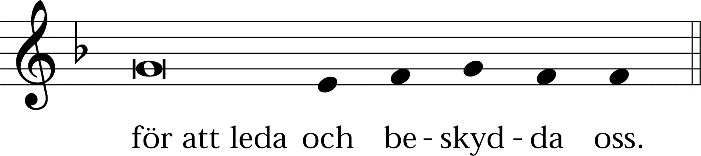 för att leda och be - skyd - da oss.